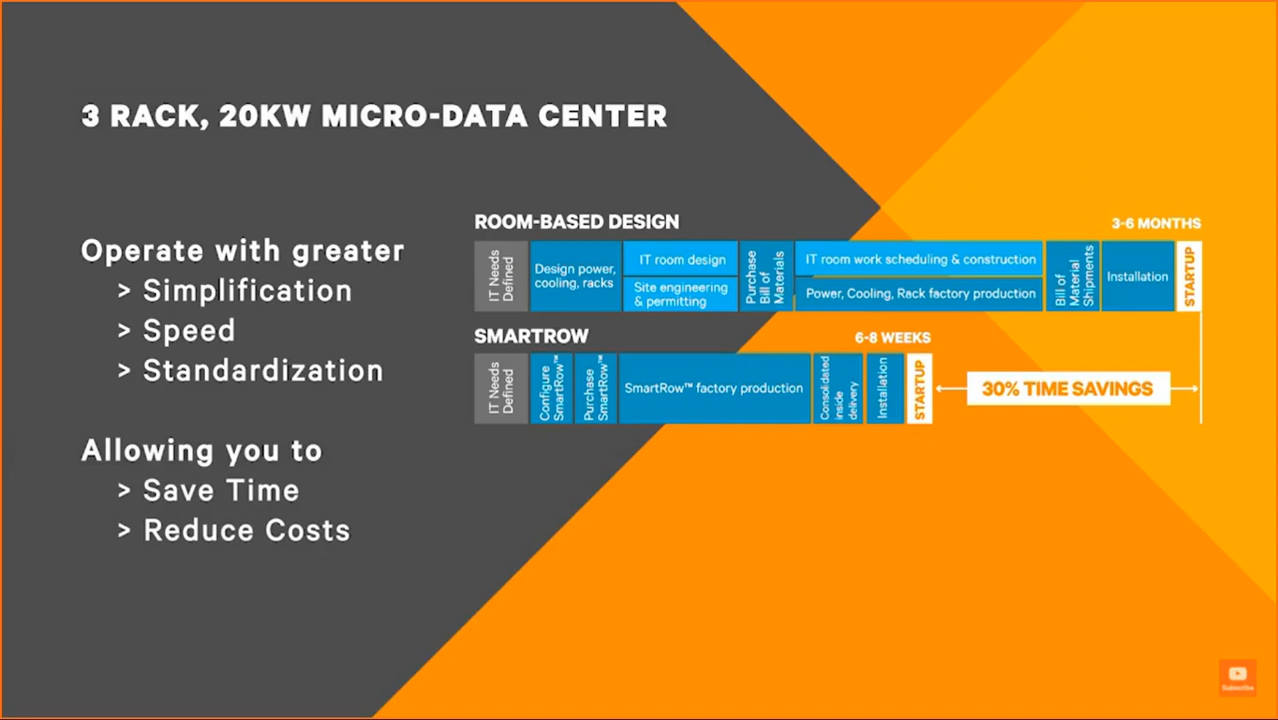 3 RACK, 20KW MICRO-DATA CENTER
Operate with greater
> Simplification
> Speed
> Standardization
Allowing you to
> Save Time
> Reduce Costs
ROOM-BASED DESIGN
3-6 MONTHS
IT Needs
Defined
Design power,
cooling, racks
IT room design
Site engineering
& permitting
Purchase
Bill of
Materials
IT room work scheduling & construction
Power, Cooling, Rack factory production
Bill of
Material
Shipments
Installation
STARTUP
SMARTROW
6-8 WEEKS
IT Needs
Defined
Configure
SmartRow™
Purchase
SmartRow™
SmartRow™ factory production
Consolidated
inside
delivery
Installation
STARTUP
30% TIME SAVINGS
Subscribe